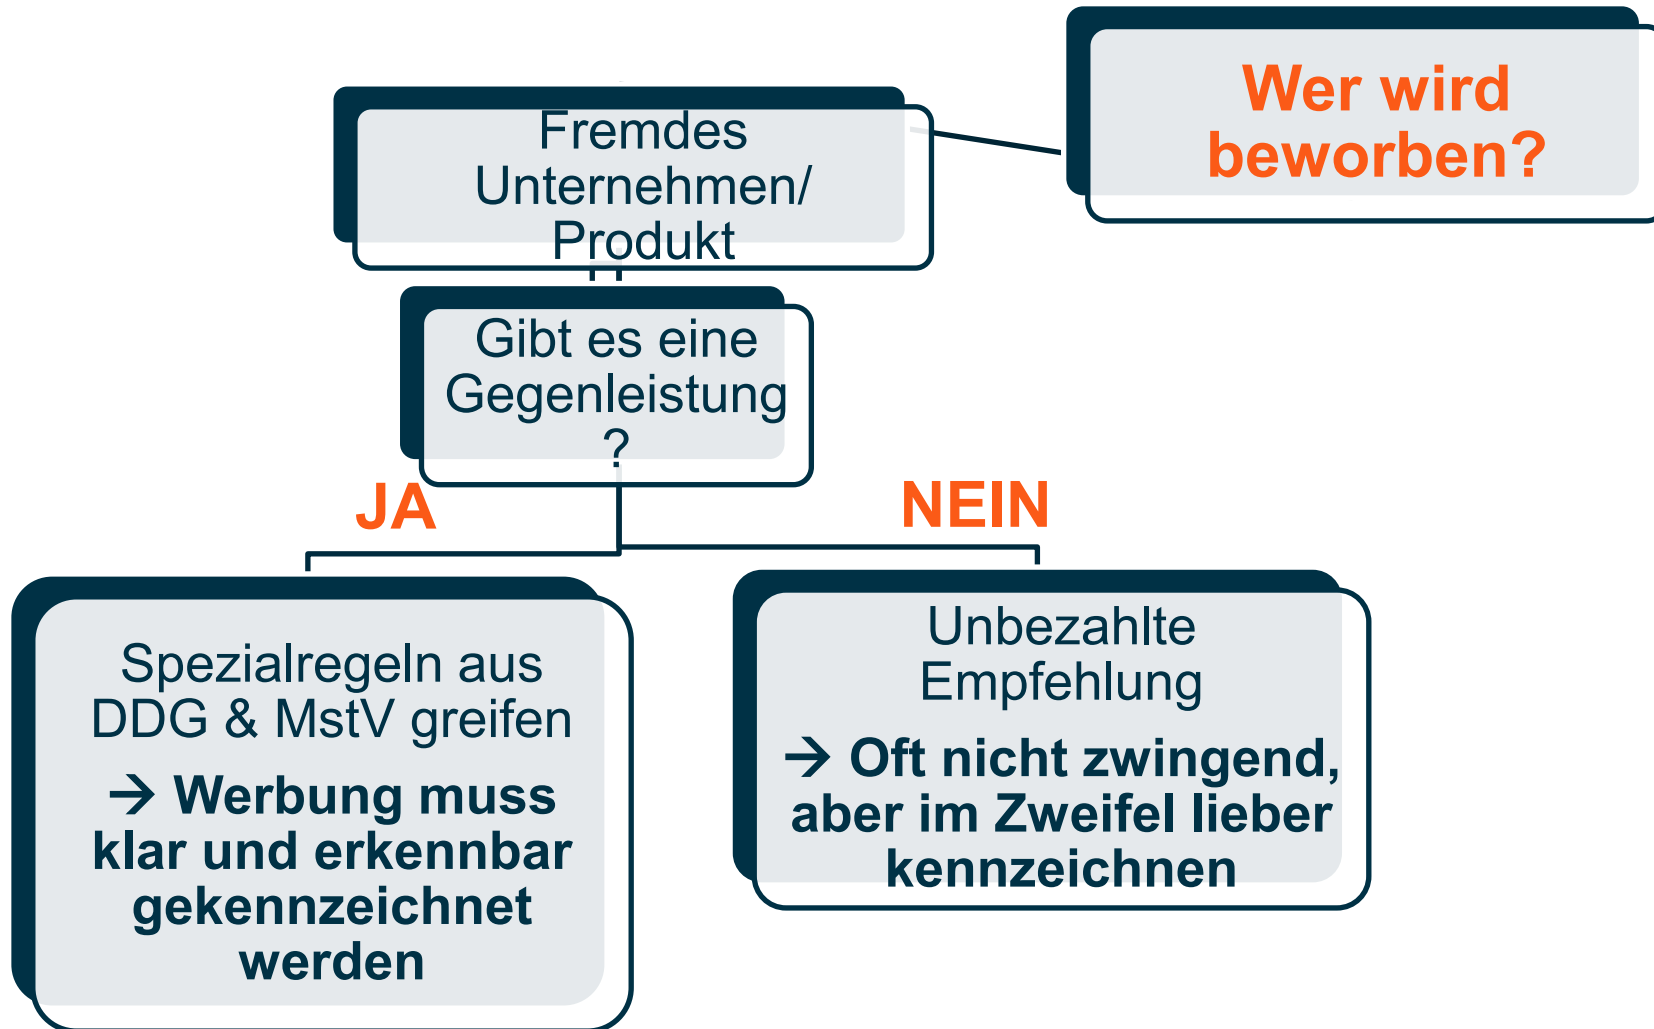 Wer wird
beworben?
Fremdes
Unternehmen/
Produkt
Gibt es eine
Gegenleistung
?
JA
NEIN
Spezialregeln aus
DDG & MstV greifen
→ Werbung muss
klar und erkennbar
gekennzeichnet
werden
Unbezahlte
Empfehlung
→ Oft nicht zwingend,
aber im Zweifel lieber
kennzeichnen